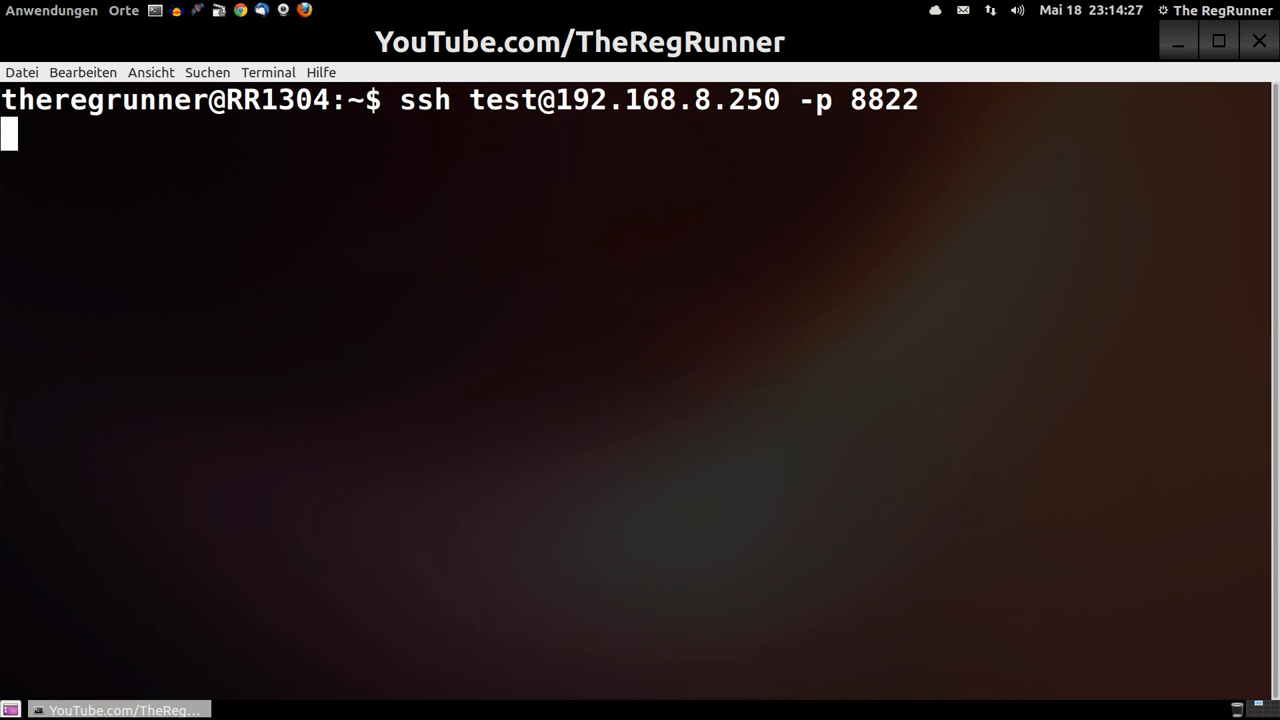 Anwendungen Orte Mai 18 23:14:27 The RegRunner
YouTube.com/TheRegRunner
Datei Bearbeiten Ansicht Suchen Terminal Hilfe
theregrunner@RR1304:~$ ssh test@192.168.8.250 -p 8822
YouTube.com/TheReg...